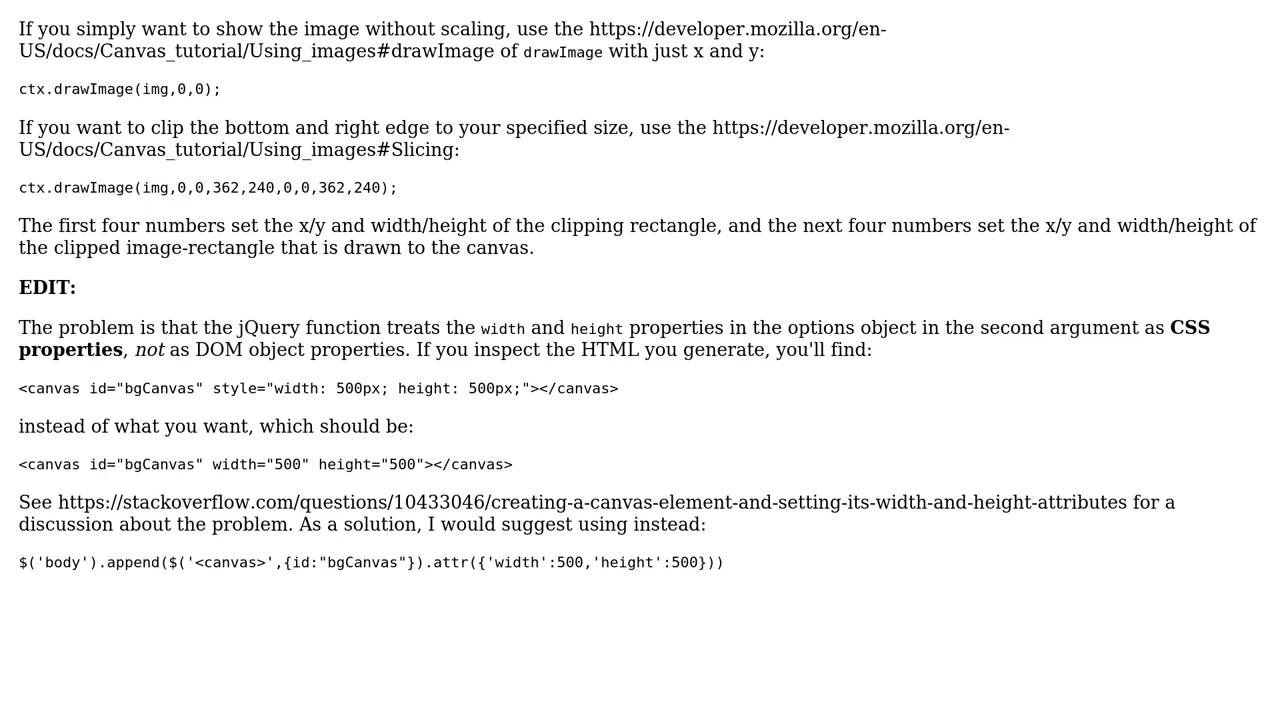 If you simply want to show the image without scaling, use the https://developer.mozilla.org/en-
US/docs/Canvas_tutorial/Using_images#drawImage of drawImage with just x and y:
ctx.drawImage(img,0,0);
If you want to clip the bottom and right edge to your specified size, use the https://developer.mozilla.org/en-
US/docs/Canvas_tutorial/Using_images#Slicing:
ctx.drawImage(img,0,0,362,240,0,0,362,240);
The first four numbers set the x/y and width/height of the clipping rectangle, and the next four numbers set the x/y and width/height of
the clipped image-rectangle that is drawn to the canvas.
EDIT:
The problem is that the jQuery function treats the width and height properties in the options object in the second argument as CSS
properties, not as DOM object properties. If you inspect the HTML you generate, you'll find:
<canvas id="bgCanvas" style="width: 500px; height: 500px;"></canvas>
instead of what you want, which should be:
<canvas id="bgCanvas" width="500" height="500"></canvas>
See https://stackoverflow.com/questions/10433046/creating-a-canvas-element-and-setting-its-width-and-height-attributes for a
discussion about the problem. As a solution, I would suggest using instead:
$('body').append($('<canvas>',{id:"bgCanvas"}).attr({'width':500,'height':500}))